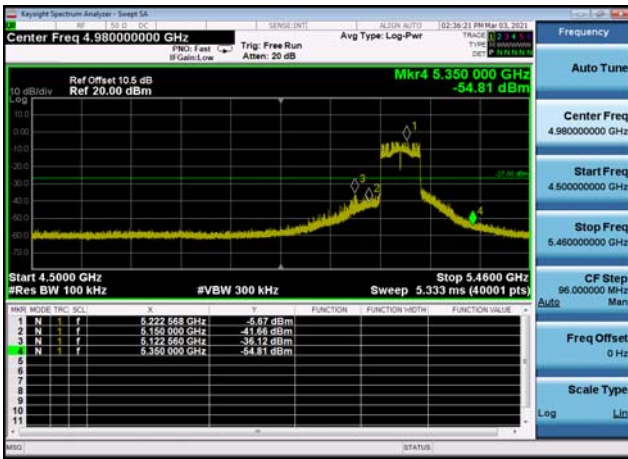 Keysight Spectrum Analyzer - Swept SA
RF 50 Ω DC SENSE:INT ALIGN AUTO 02:36:21 PM Mar 03, 2021
Center Freq 4.980000000 GHz
PNO: Fast
IFGain:Low
Trig: Free Run
Atten: 20 dB
Avg Type: Log-Pwr
TRACE 1 2 3 4 5 6
TYPE
DET P N N N N N
Ref Offset 10.5 dB
10 dB/div Ref 20.00 dBm
Log
Mkr4 5.350 000 GHz
-54.81 dBm
10.0
0.00
-10.0
-20.0
-30.0
-40.0
-50.0
-60.0
-70.0
1
2
3
4
-27.00 dBm
Start 4.5000 GHz
#Res BW 100 kHz
#VBW 300 kHz
Stop 5.4600 GHz
Sweep 5.333 ms (40001 pts)
MKR MODE TRC SCL X Y FUNCTION FUNCTION WIDTH FUNCTION VALUE
1 N 1 f 5.222 568 GHz -5.67 dBm
2 N 1 f 5.150 000 GHz -41.66 dBm
3 N 1 f 5.122 560 GHz -36.12 dBm
4 N 1 f 5.350 000 GHz -54.81 dBm
5
6
7
8
9
10
11
MSG STATUS
Frequency
Auto Tune
Center Freq
4.980000000 GHz
Start Freq
4.500000000 GHz
Stop Freq
5.460000000 GHz
CF Step
96.000000 MHz
Auto Man
Freq Offset
0 Hz
Scale Type
Log Lin